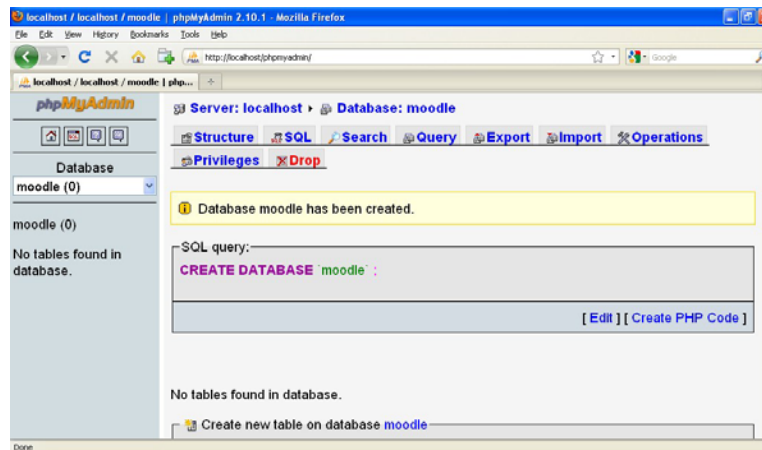 localhost / localhost / moodle | phpMyAdmin 2.10.1 - Mozilla Firefox
File Edit View History Bookmarks Tools Help
http://localhost/phpmyadmin/
Google
localhost / localhost / moodle | php...
phpMyAdmin
Database
moodle (0)
moodle (0)
No tables found in
database.
Server: localhost ▸ Database: moodle
Structure SQL Search Query Export Import Operations
Privileges Drop
Database moodle has been created.
SQL query:
CREATE DATABASE `moodle` ;
[ Edit ] [ Create PHP Code ]
No tables found in database.
Create new table on database moodle
Done